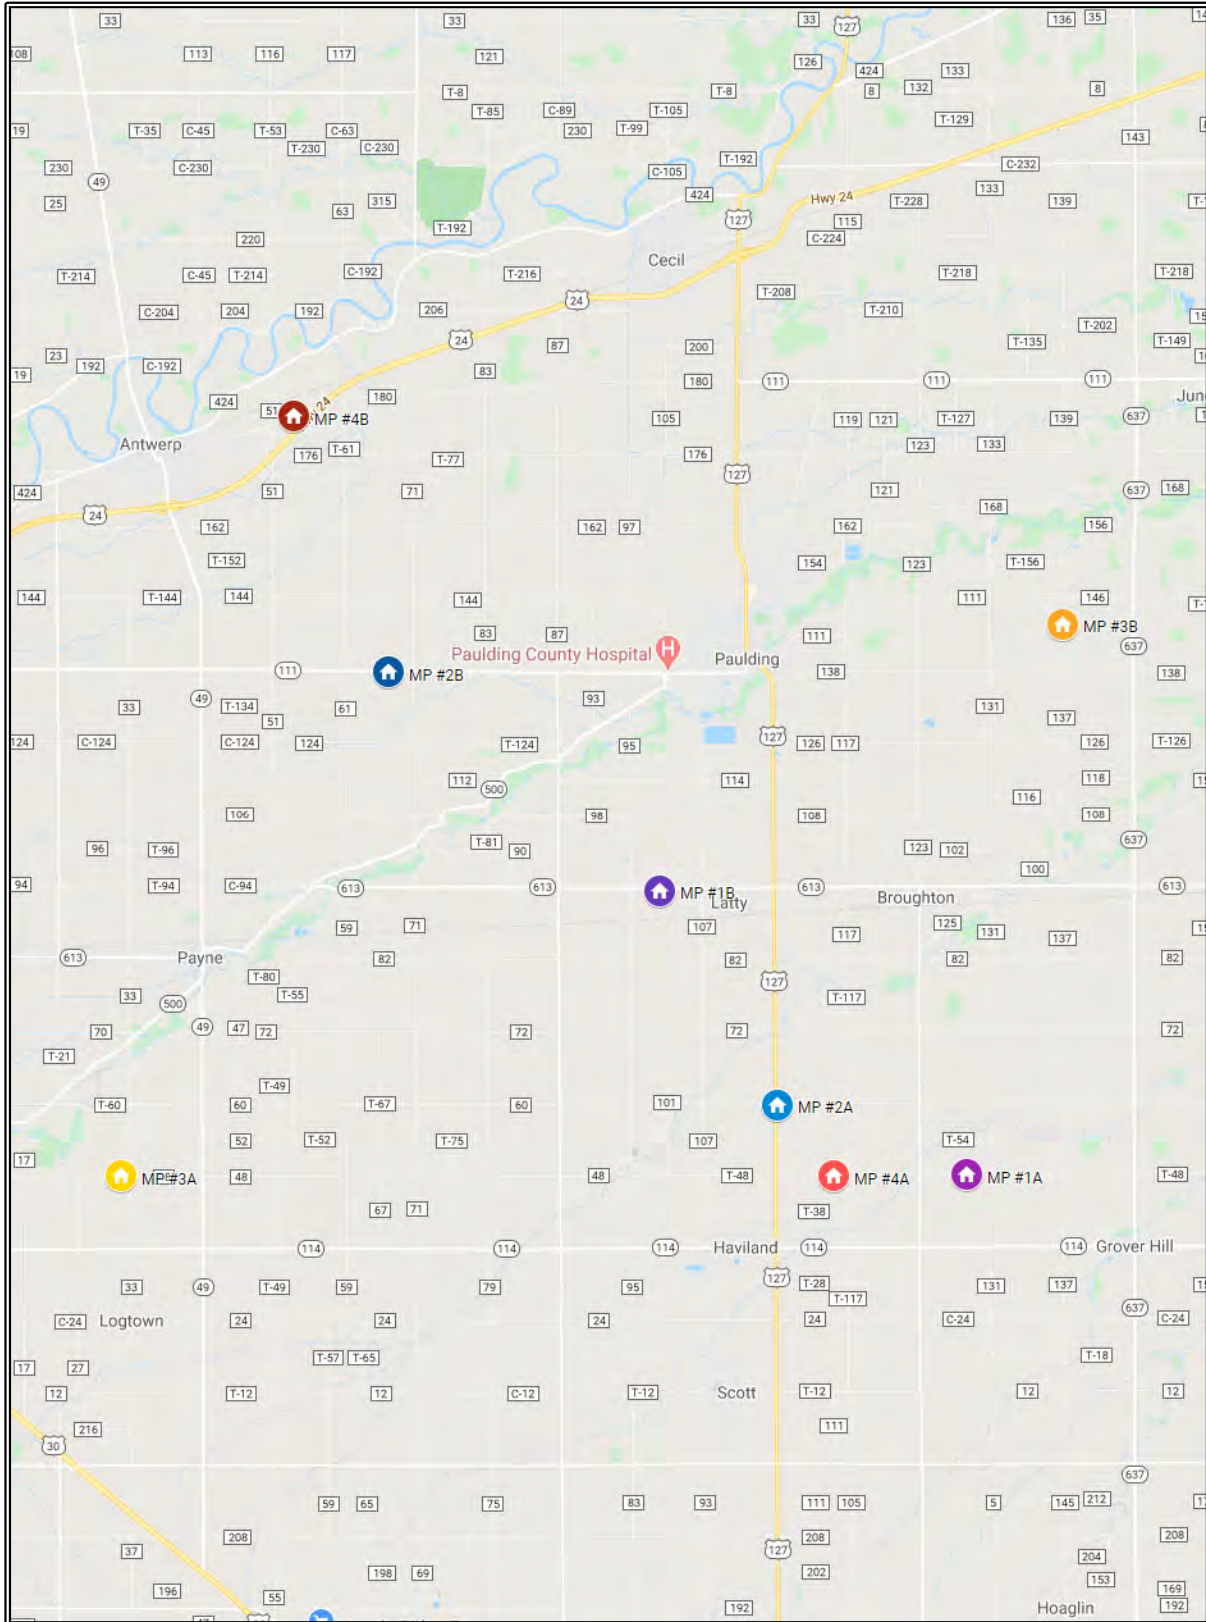 33 33 33 127 136 35
108 113 116 117 121 126 424 133
T-8 T-8 8 132 8
T-85 C-89 T-105
19 T-35 C-45 T-53 C-63 230 T-99 T-129 143
T-230 C-230
230 C-230 C-105 T-192 C-232
49
25 63 315 424 Hwy 24 T-228 133 139
127 115
220 T-192 C-224
Cecil
T-214 C-45 T-214 C-192 T-216 T-218 T-218
24 T-208
C-204 204 192 206 T-210 T-202
24 87 200 T-135 T-149
23 192 C-192 83
19 180 111 111 111
424 51 180
MP #4B 105 119 121 T-127 139 637
Antwerp 176 T-61 T-77 176 123 133
127
424 51 71 121 637 168
24 168
162 162 97 162 156
T-152 154 123 T-156
144 T-144 144 144 111 146
83 87 111 MP #3B
Paulding County Hospital H Paulding 637
111 MP #2B 138 138
49 T-134 61 93 131
33 51 137
124 C-124 C-124 124 T-124 95 127 126 117 126 T-126
112 500 114 118
106 98 108 116 108
96 T-96 T-81 90 123 102 637
94 T-94 C-94 613 613 MP #1B 613 100 613
Latty Broughton
59 71 107 117 125 131 137
613 Payne 82 82 82 82
T-80 127
33 500 T-55 T-117
70 49 47 72 72 72 72
T-21
T-49
T-60 60 T-67 60 101 MP #2A
17 52 T-52 T-75 107 T-54
MP #3A 48 48 T-48 MP #4A MP #1A T-48
67 71 T-38
114 114 114 Haviland 114 114 Grover Hill
33 49 T-49 59 79 95 127 T-28 131 137
T-117
C-24 Logtown 24 24 24 24 C-24 637 C-24
T-57 T-65 T-18
17 27
12 T-12 12 C-12 T-12 Scott T-12 12 12
216 111
30
637
59 65 75 83 93 111 105 5 145 212
208 208 208
37 127 204
196 198 69 202 153
55 169
192 Hoaglin 192